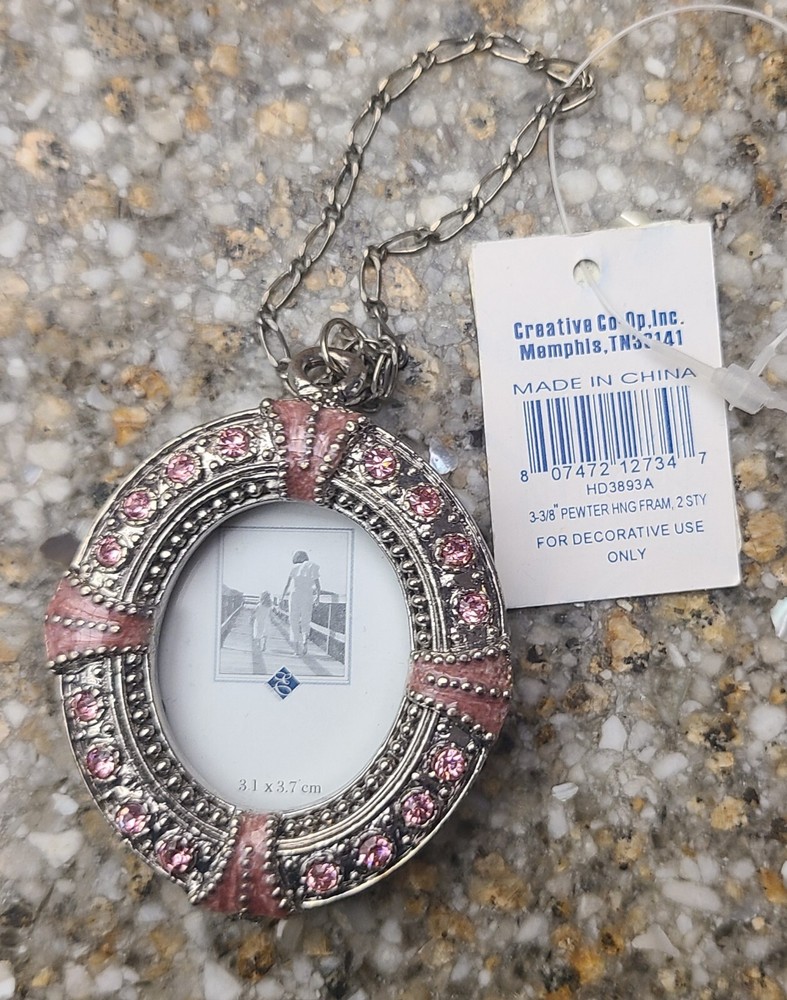 Creative Co-Op, Inc.
Memphis, TN38141
MADE IN CHINA
8 07472 12734 7
HD3893A
3-3/8" PEWTER HNG FRAM, 2 STY
FOR DECORATIVE USE
ONLY
3.1 x 3.7 cm